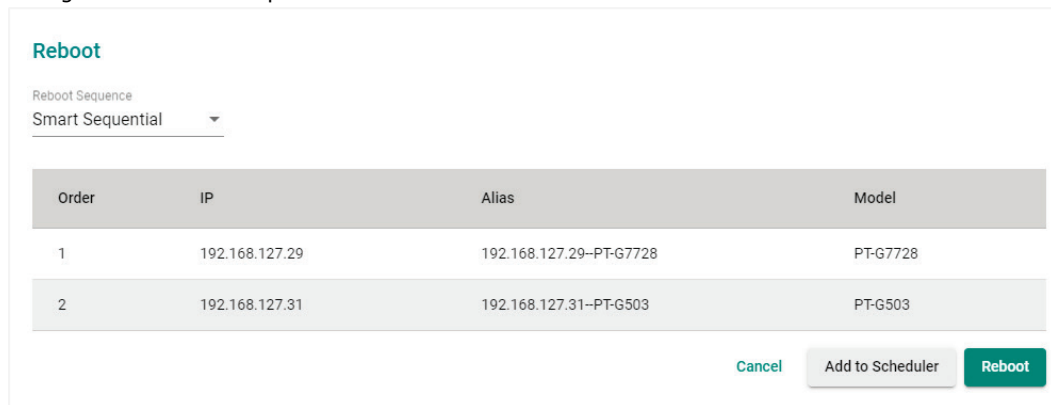 Reboot
Reboot Sequence
Smart Sequential
Order IP Alias Model
1 192.168.127.29 192.168.127.29--PT-G7728 PT-G7728
2 192.168.127.31 192.168.127.31--PT-G503 PT-G503
Cancel Add to Scheduler Reboot